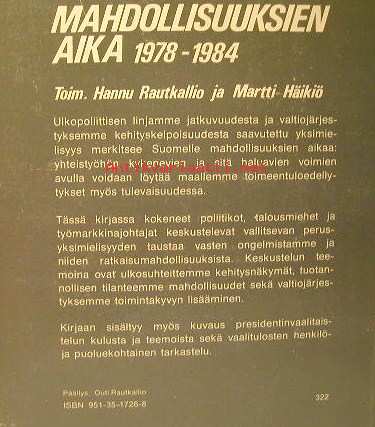 MAHDOLLISUUKSIEN
AIKA 1978-1984
Toim. Hannu Rautkallio ja Martti Häikiö
Ulkopoliittisen linjamme jatkuvuudesta ja valtiojärjes-
tyksemme kehityskelpoisuudesta saavutettu yksimie-
lisyys merkitsee Suomelle mahdollisuuksien aikaa:
yhteistyöhön kykenevien ja sitä haluavien voimien
avulla voidaan löytää maallemme toimeentuloedelly-
tykset myös tulevaisuudessa.
Tässä kirjassa kokeneet poliitikot, talousmiehet ja
työmarkkinajohtajat keskustelevat vallitsevan perus-
yksimielisyyden taustaa vasten ongelmistamme ja
niiden ratkaisumahdollisuuksista. Keskustelun tee-
moina ovat ulkosuhteittemme kehitysnäkymät, tuotan-
nollisen tilanteemme mahdollisuudet sekä valtiojärjes-
tyksemme toimintakyvyn lisääminen.
Kirjaan sisältyy myös kuvaus presidentinvaalitais-
telun kulusta ja teemoista sekä vaalitulosten henkilö-
ja puoluekohtainen tarkastelu.
Päällys: Outi Rautkallio
ISBN 951-35-1726-8
322